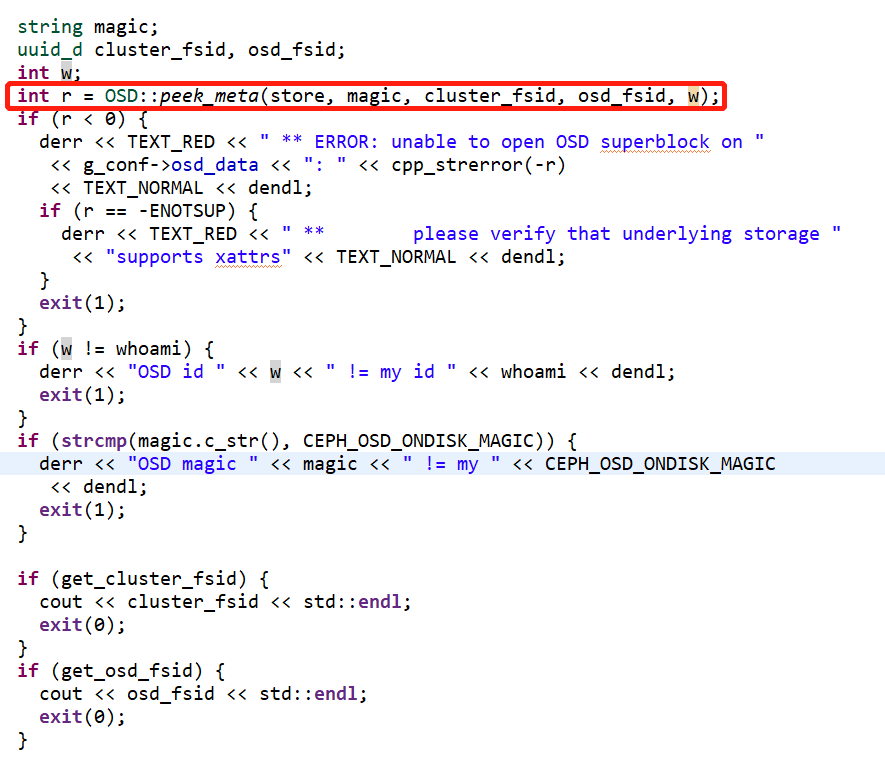 string magic;
uuid_d cluster_fsid, osd_fsid;
int w;
int r = OSD::peek_meta(store, magic, cluster_fsid, osd_fsid, w);
if (r < 0) {
  derr << TEXT_RED << " ** ERROR: unable to open OSD superblock on "
   << g_conf->osd_data << ": " << cpp_strerror(-r)
   << TEXT_NORMAL << dendl;
  if (r == -ENOTSUP) {
    derr << TEXT_RED << " **        please verify that underlying storage "
     << "supports xattrs" << TEXT_NORMAL << dendl;
  }
  exit(1);
}
if (w != whoami) {
  derr << "OSD id " << w << " != my id " << whoami << dendl;
  exit(1);
}
if (strcmp(magic.c_str(), CEPH_OSD_ONDISK_MAGIC)) {
  derr << "OSD magic " << magic << " != my " << CEPH_OSD_ONDISK_MAGIC
   << dendl;
  exit(1);
}

if (get_cluster_fsid) {
  cout << cluster_fsid << std::endl;
  exit(0);
}
if (get_osd_fsid) {
  cout << osd_fsid << std::endl;
  exit(0);
}